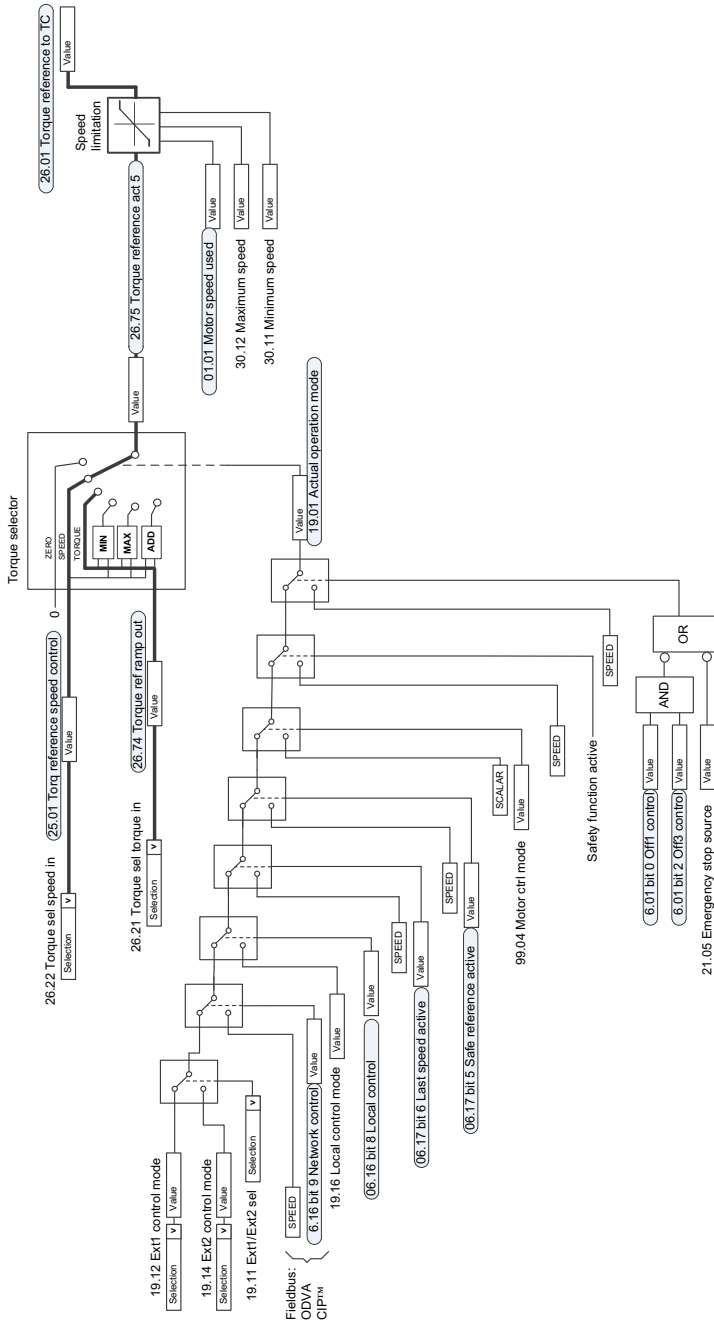 Torque selector
26.22 Torque sel speed in
Selection
v
25.01 Torq reference speed control
Value
0
ZERO
SPEED
TORQUE
MIN
MAX
ADD
26.21 Torque sel torque in
Selection
v
26.74 Torque ref ramp out
Value
Value
26.75 Torque reference act 5
Speed
limitation
26.01 Torque reference to TC
Value
01.01 Motor speed used
Value
30.12 Maximum speed
Value
30.11 Minimum speed
Value
19.12 Ext1 control mode
Selection
v
Value
19.14 Ext2 control mode
Selection
v
Value
19.11 Ext1/Ext2 sel
Selection
v
Fieldbus:
ODVA
CIP™
SPEED
6.16 bit 9 Network control
Value
19.16 Local control mode
Value
06.16 bit 8 Local control
Value
SPEED
06.17 bit 6 Last speed active
Value
SPEED
06.17 bit 5 Safe reference active
Value
SCALAR
99.04 Motor ctrl mode
Value
SPEED
Safety function active
SPEED
Value
19.01 Actual operation mode
6.01 bit 0 Off1 control
Value
6.01 bit 2 Off3 control
Value
AND
OR
21.05 Emergency stop source
Value